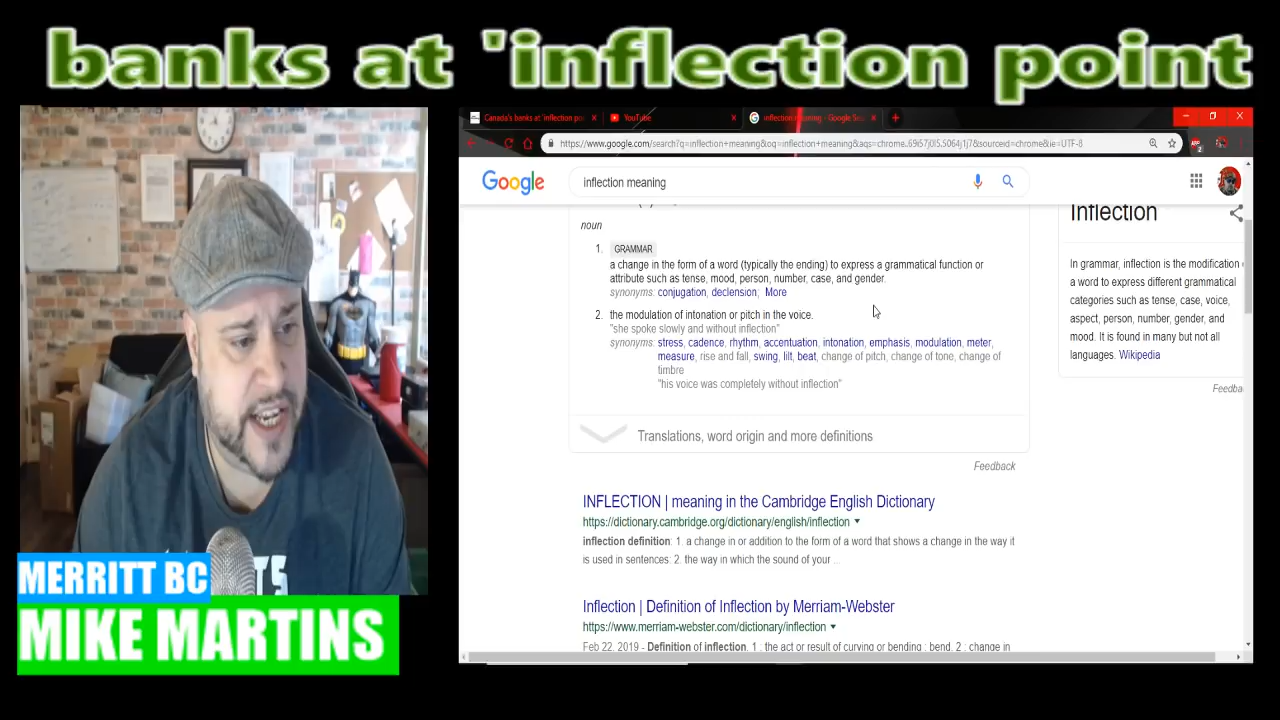 banks at 'inflection point
Canada's banks at 'inflection poi
YouTube
inflection meaning - Google Sea
https://www.google.com/search?q=inflection+meaning&oq=inflection+meaning&aqs=chrome..69i57j0l5.5064j1j7&sourceid=chrome&ie=UTF-8
Google
inflection meaning
noun
1. GRAMMAR
a change in the form of a word (typically the ending) to express a grammatical function or
attribute such as tense, mood, person, number, case, and gender.
synonyms: conjugation, declension; More
2. the modulation of intonation or pitch in the voice.
"she spoke slowly and without inflection"
synonyms: stress, cadence, rhythm, accentuation, intonation, emphasis, modulation, meter,
measure, rise and fall, swing, lilt, beat, change of pitch, change of tone, change of
timbre
"his voice was completely without inflection"
Translations, word origin and more definitions
Feedback
INFLECTION | meaning in the Cambridge English Dictionary
https://dictionary.cambridge.org/dictionary/english/inflection
inflection definition: 1. a change in or addition to the form of a word that shows a change in the way it
is used in sentences: 2. the way in which the sound of your ...
Inflection | Definition of Inflection by Merriam-Webster
https://www.merriam-webster.com/dictionary/inflection
Feb 22, 2019 - Definition of inflection. 1 : the act or result of curving or bending : bend. 2 : change in
Inflection
In grammar, inflection is the modification o
a word to express different grammatical
categories such as tense, case, voice,
aspect, person, number, gender, and
mood. It is found in many but not all
languages. Wikipedia
Feedba
MERRITT BC
MIKE MARTINS